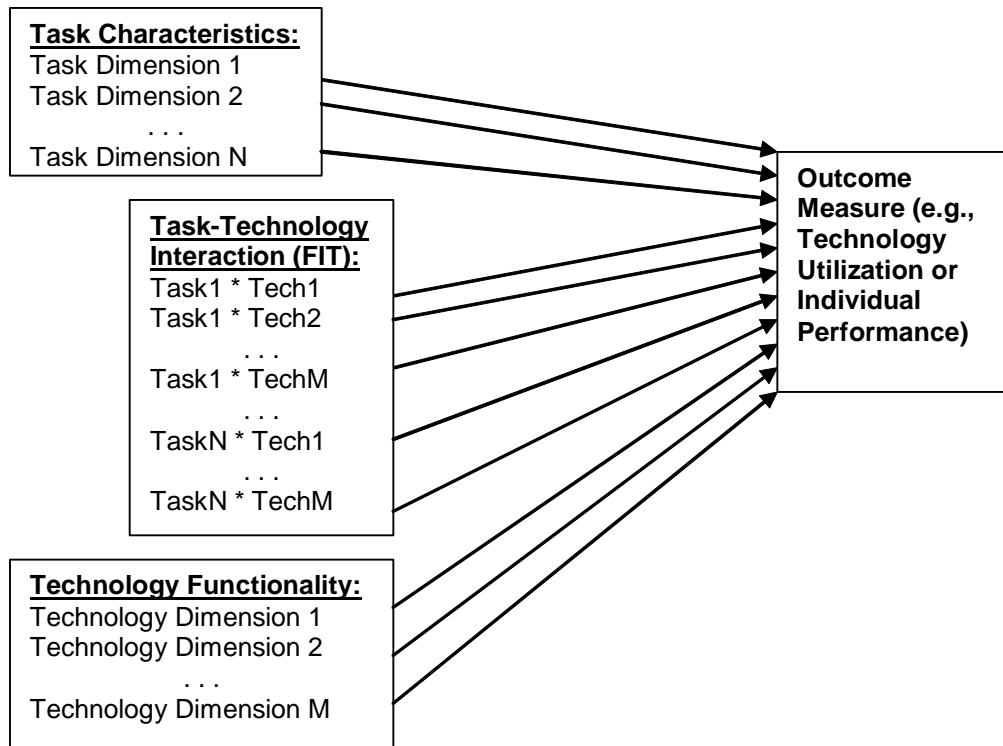 Task Characteristics:
Task Dimension 1
Task Dimension 2
. . .
Task Dimension N
Task-Technology
Interaction (FIT):
Task1 * Tech1
Task1 * Tech2
. . .
Task1 * TechM
. . .
TaskN * Tech1
. . .
TaskN * TechM
Technology Functionality:
Technology Dimension 1
Technology Dimension 2
. . .
Technology Dimension M
Outcome
Measure (e.g.,
Technology
Utilization or
Individual
Performance)